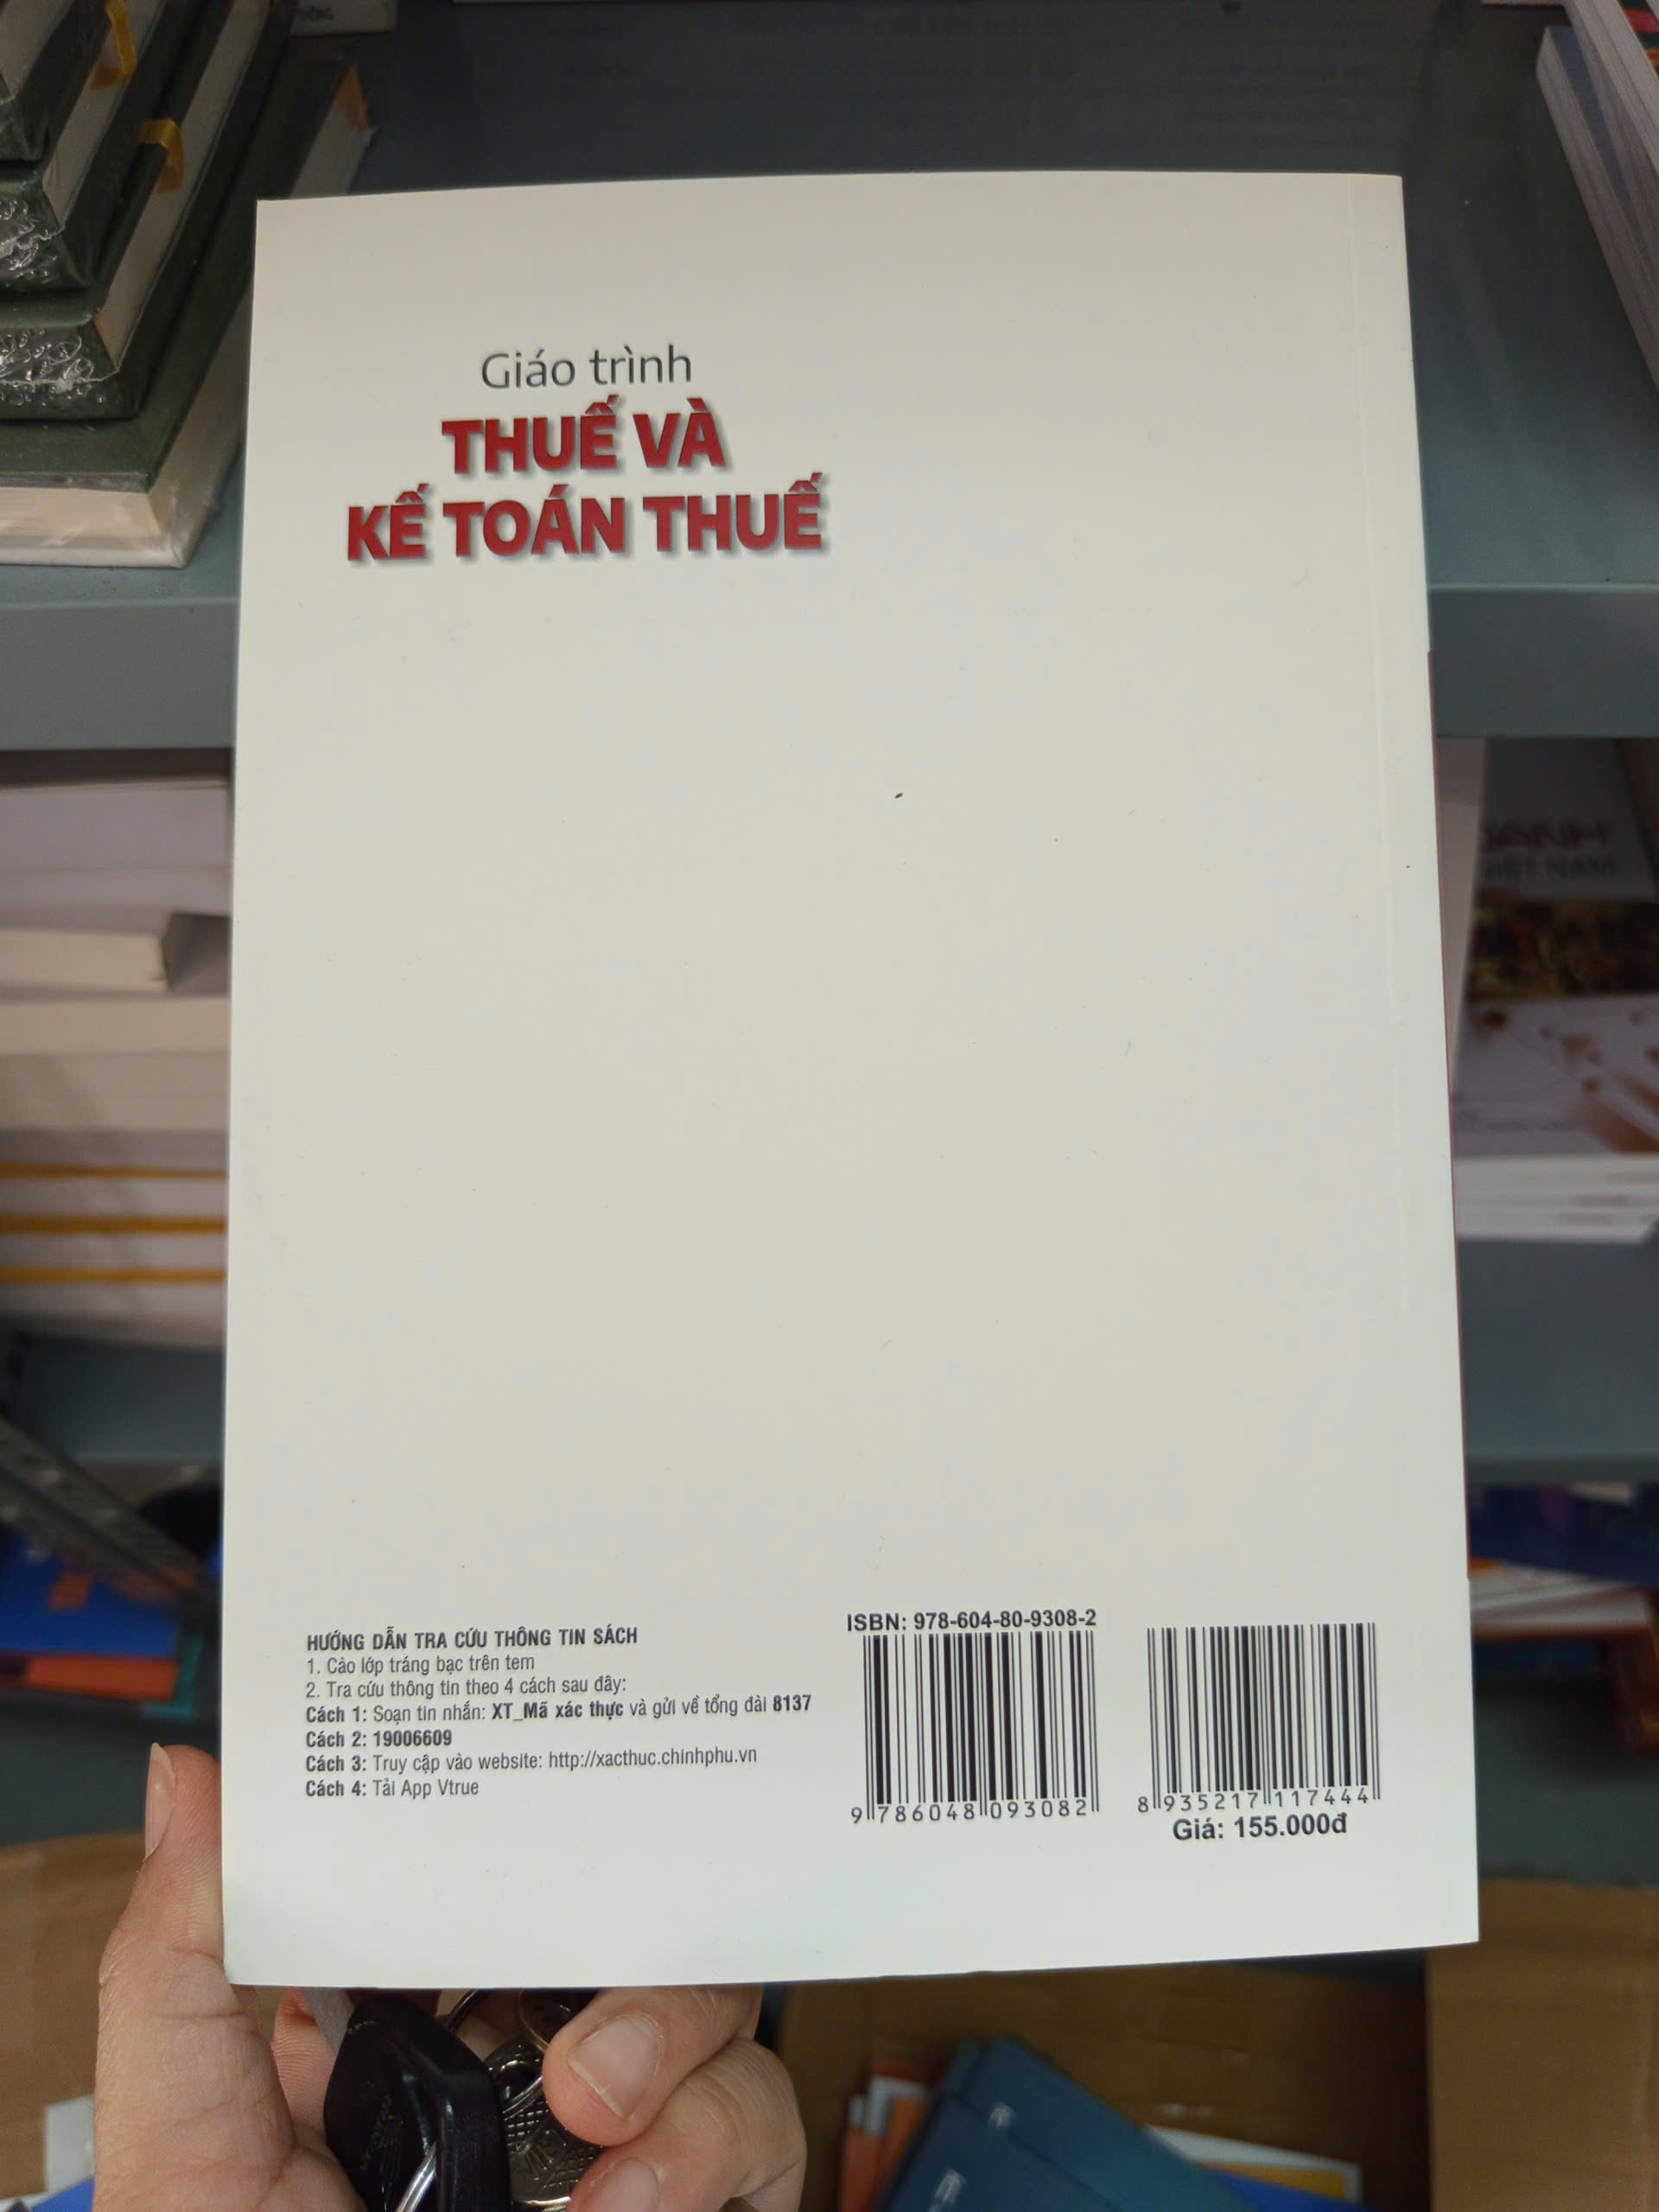 THỐNG
Giáo trình
THUẾ VÀ
KẾ TOÁN THUẾ
VIỆT NAM
HƯỚNG DẪN TRA CỨU THÔNG TIN SÁCH
1. Cào lớp tráng bạc trên tem
2. Tra cứu thông tin theo 4 cách sau đây:
Cách 1: Soạn tin nhắn: XT_Mã xác thực và gửi về tổng đài 8137
Cách 2: 19006609
Cách 3: Truy cập vào website: http://xacthuc.chinhphu.vn
Cách 4: Tải App Vtrue
ISBN: 978-604-80-9308-2
9 786048 093082
8 935217 117444
Giá: 155.000đ